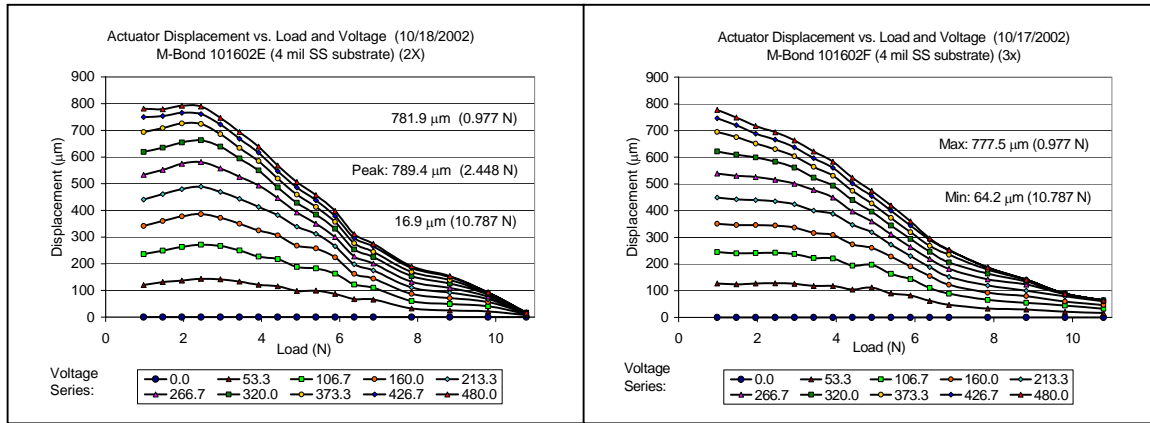 Actuator Displacement vs. Load and Voltage (10/18/2002)
M-Bond 101602E (4 mil SS substrate) (2X)
900
800
700
600
500
400
300
200
100
0
Displacement (μm)
781.9 μm (0.977 N)
Peak: 789.4 μm (2.448 N)
16.9 μm (10.787 N)
0 2 4 6 8 10
Load (N)
Voltage
Series:
0.0 53.3 106.7 160.0 213.3
266.7 320.0 373.3 426.7 480.0
Actuator Displacement vs. Load and Voltage (10/17/2002)
M-Bond 101602F (4 mil SS substrate) (3x)
900
800
700
600
500
400
300
200
100
0
Displacement (μm)
Max: 777.5 μm (0.977 N)
Min: 64.2 μm (10.787 N)
0 2 4 6 8 10
Load (N)
Voltage
Series:
0.0 53.3 106.7 160.0 213.3
266.7 320.0 373.3 426.7 480.0